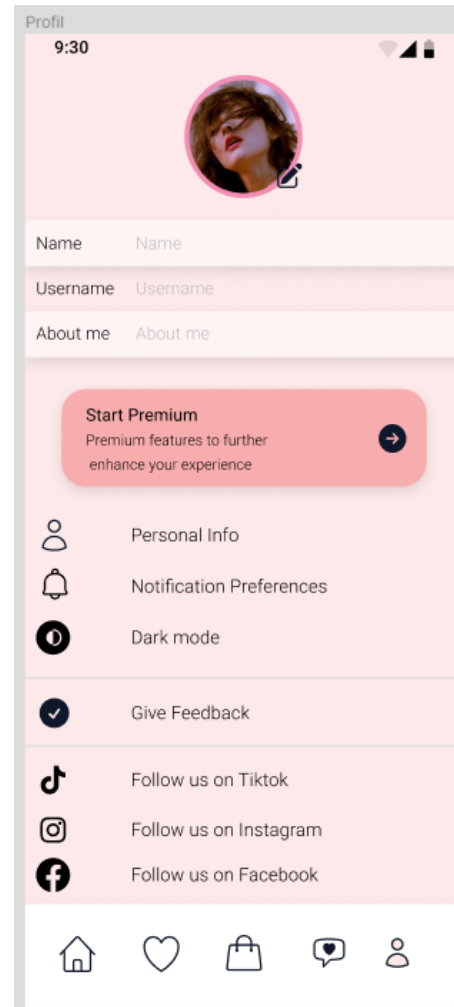 Profil
9:30
Name Name
Username Username
About me About me
Start Premium
Premium features to further
enhance your experience
Personal Info
Notification Preferences
Dark mode
Give Feedback
Follow us on Tiktok
Follow us on Instagram
Follow us on Facebook